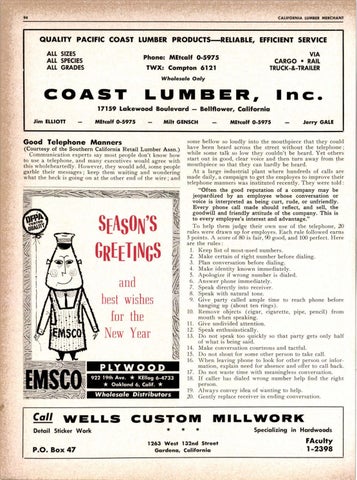 94
CALIFORNIA LUMBER MERCHANT
QUALITY PACIFIC COAST LUMBER PRODUCTS—RELIABLE, EFFICIENT SERVICE
ALL SIZES
ALL SPECIES
ALL GRADES
Phone: MEtcalf 0-5975
TWX: Compton 6121
VIA
CARGO • RAIL
TRUCK-&-TRAILER
Wholesale Only
COAST LUMBER, Inc.
17159 Lakewood Boulevard — Bellflower, California
Jim ELLIOTT — MEtcalf 0-5975 — Milt GENSCH — MEtcalf 0-5975 — Jerry GALE
Good Telephone Manners
(Courtesy of the Southern California Retail Lumber Assn.)
Communication experts say most people don't know how
to use a telephone, and many executives would agree with
this wholeheartedly. However, they would add, some people
garble their messages; keep them waiting and wondering
what the heck is going on at the other end of the wire; and
some bellow so loudly into the mouthpiece that they could
have been heard across the street without the telephone;
while some talk so low they couldn't be heard. Yet others
start out in good, clear voice and then turn away from the
mouthpiece so that they can hardly be heard.
At a large industrial plant where hundreds of calls are
made daily, a campaign to get the employes to improve their
telephone manners was instituted recently. They were told:
"Often the good reputation of a company may be
jeopardized by an employee whose conversation or
voice is interpreted as being curt, rude, or unfriendly.
Every phone call made should reflect, and sell, the
goodwill and friendly attitude of the company. This is
to every employer's interest and advantage."
To help them judge their own use of the telephone, 20
rules were drawn up for employes. Each rule followed earns
5 points. A score of 80 is fair, 90 good, and 100 perfect. Here
are the rules:
1. Keep list of most-used numbers.
2. Make certain of right number before dialing.
3. Plan conversation before dialing.
4. Make identity known immediately.
5. Apologize if wrong number is dialed.
6. Answer phone immediately.
7. Speak directly into receiver.
8. Speak with natural tone.
9. Give party called ample time to reach phone before
hanging up (about ten rings).
10. Remove objects (cigar, cigarette, pipe, pencil) from
mouth when speaking.
11. Give undivided attention.
12. Speak enthusiastically.
13. Do not speak too quickly so that party gets only half
of what is being said.
14. Make conversation courteous and tactful.
15. Do not shout for some other person to take call.
16. When leaving phone to look for other person or infor-
mation, explain need for absence and offer to call back.
17. Do not waste time with meaningless conversation.
18. If caller has dialed wrong number help find the right
person.
19. Always convey idea of wanting to help.
20. Gently replace receiver in ending conversation.
DFPA
QUALITY
SEASON'S
GREETINGS
and
best wishes
for the
New Year
EMSCO
EMSCO
PLYWOOD
922 19th Ave. ★ KEllog 6-4733
★ Oakland 6, Calif. ★
Wholesale Distributors
Call WELLS CUSTOM MILLWORK
Detail Sticker Work
Specializing in Hardwoods
P.O. Box 47
1263 West 132nd Street
Gardena, California
FAculty
1-2398